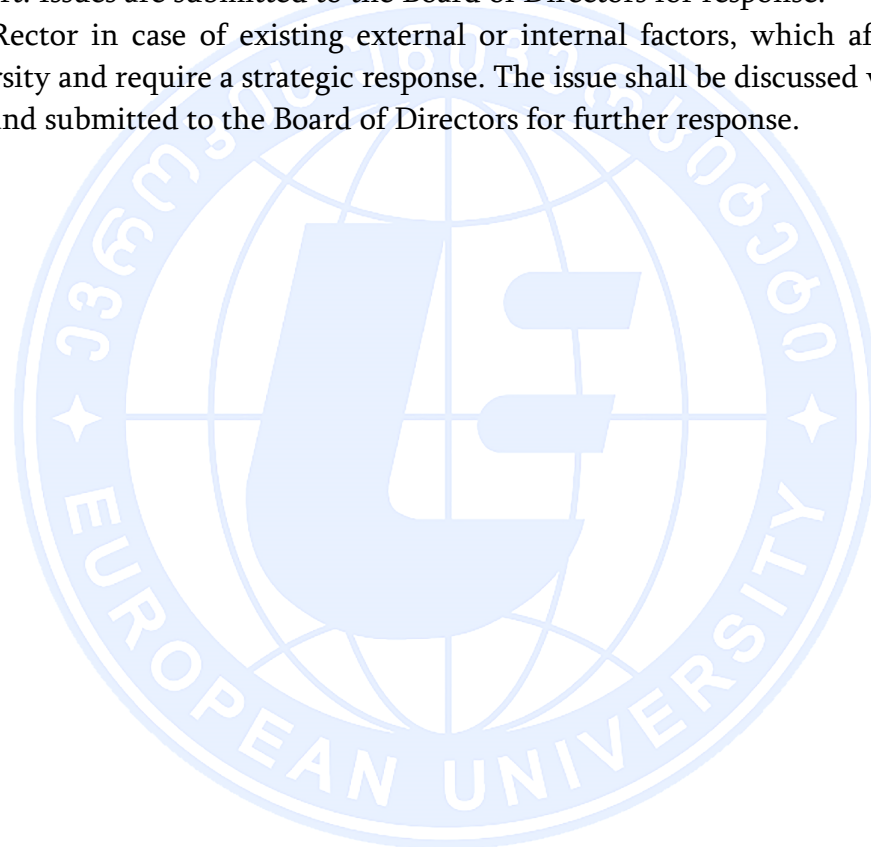 Issues are submitted to the Board of Directors for response.
Rector in case of existing external or internal factors, which
and require a strategic response. The issue shall be discussed
submitted to the Board of Directors for further response.
ევროპის უნივერსიტეტი
EUROPEAN UNIVERSITY